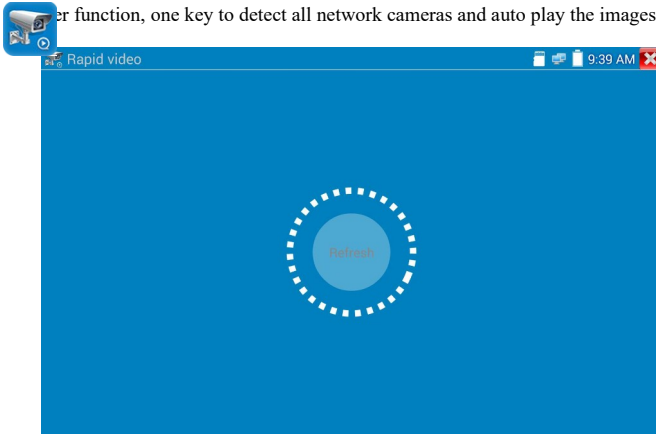 er function, one key to detect all network cameras and auto play the images
Rapid video 9:39 AM
Refresh